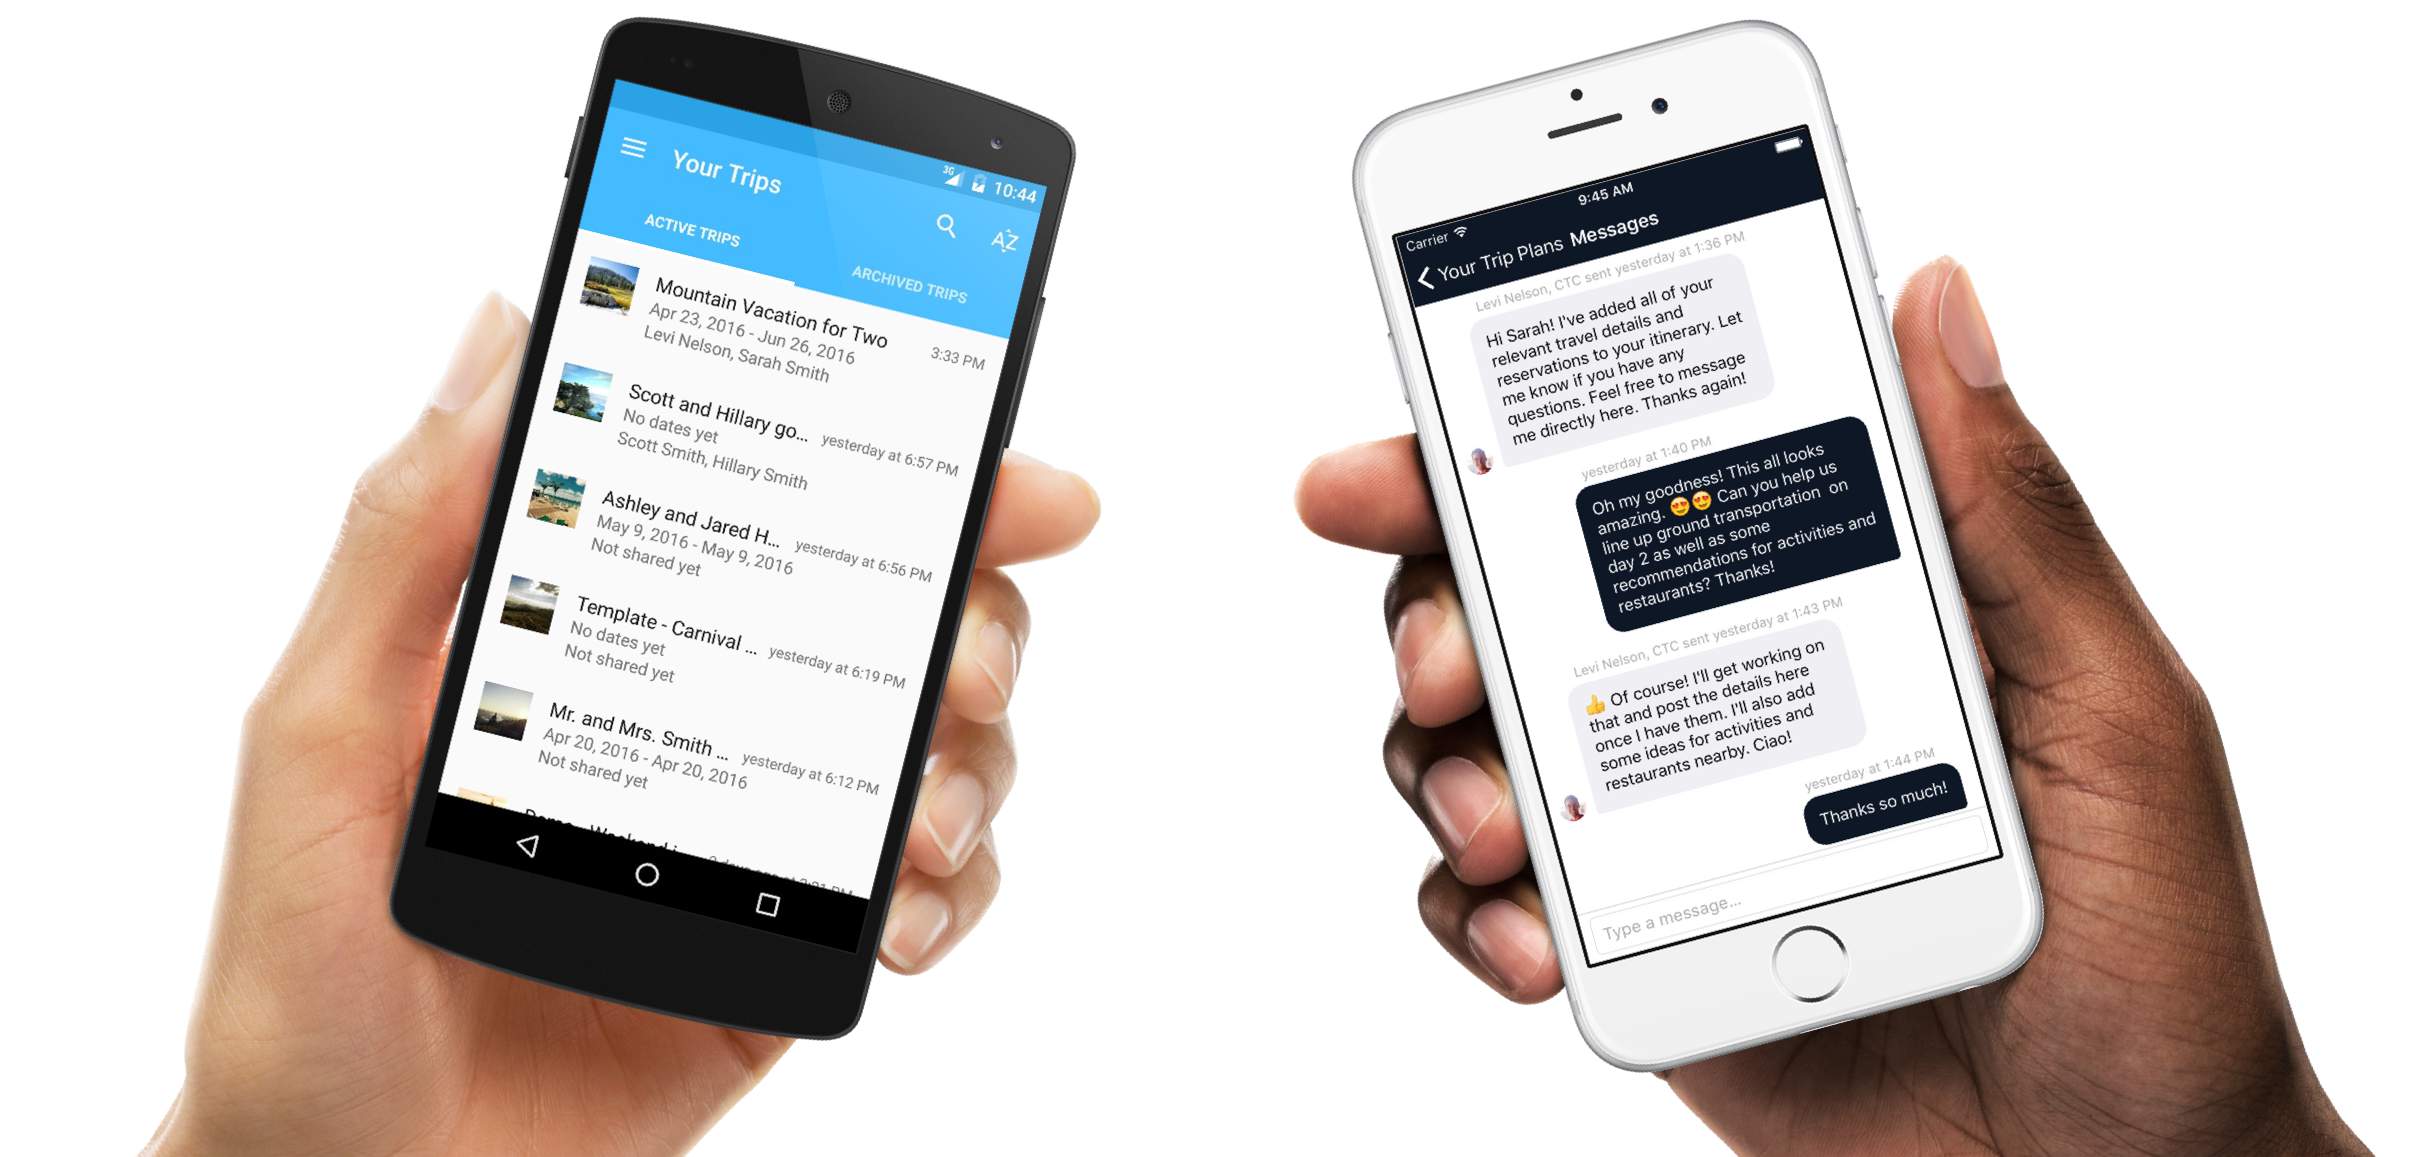 3G 10:44
Your Trips
ACTIVE TRIPS
ARCHIVED TRIPS
Mountain Vacation for Two
3:33 PM
Apr 23, 2016 - Jun 26, 2016
Levi Nelson, Sarah Smith
Scott and Hillary go...
yesterday at 6:57 PM
No dates yet
Scott Smith, Hillary Smith
Ashley and Jared H...
yesterday at 6:56 PM
May 9, 2016 - May 9, 2016
Not shared yet
Template - Carnival ...
yesterday at 6:19 PM
No dates yet
Not shared yet
Mr. and Mrs. Smith ...
yesterday at 6:12 PM
Apr 20, 2016 - Apr 20, 2016
Not shared yet
Carrier
9:45 AM
Your Trip Plans
Messages
Levi Nelson, CTC sent yesterday at 1:36 PM
Hi Sarah! I've added all of your
relevant travel details and
reservations to your itinerary. Let
me know if you have any
questions. Feel free to message
me directly here. Thanks again!
yesterday at 1:40 PM
Oh my goodness! This all looks
amazing. 😍😍 Can you help us
line up ground transportation on
day 2 as well as some
recommendations for activities and
restaurants? Thanks!
Levi Nelson, CTC sent yesterday at 1:43 PM
👍 Of course! I'll get working on
that and post the details here
once I have them. I'll also add
some ideas for activities and
restaurants nearby. Ciao!
yesterday at 1:44 PM
Thanks so much!
Type a message...